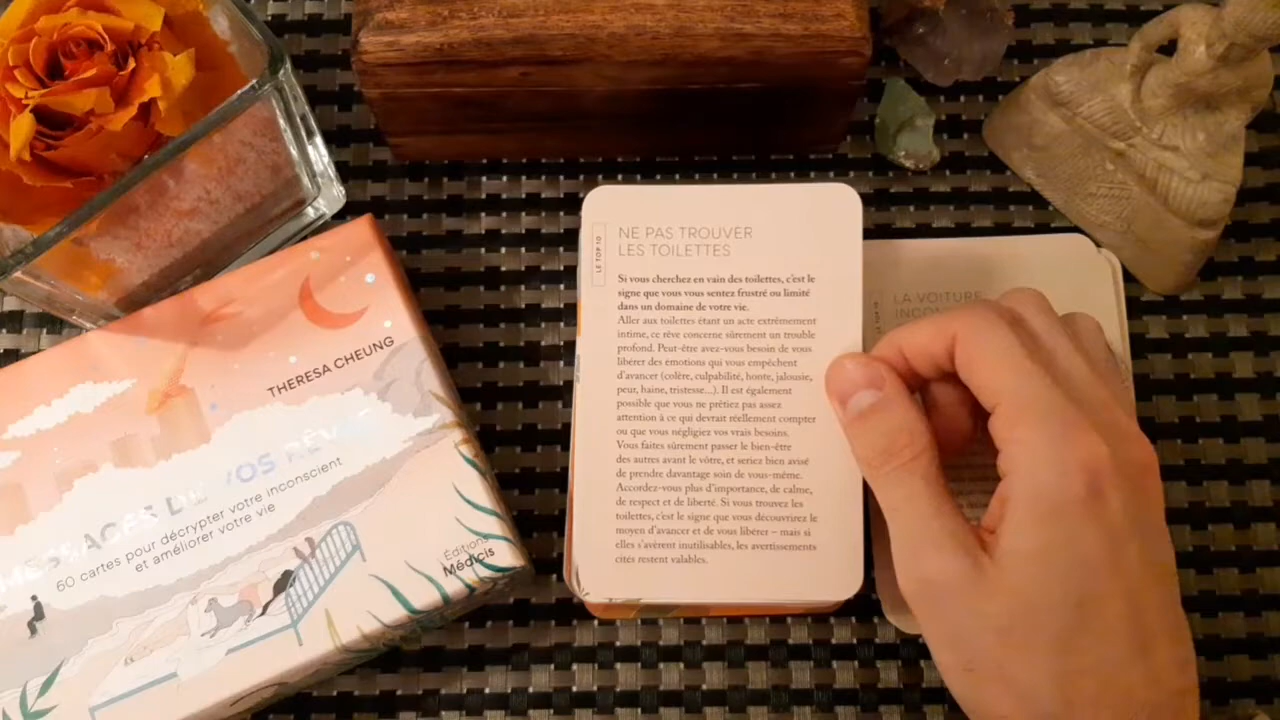 THERESA CHEUNG
MESSAGES DE VOS RÊVES
60 cartes pour décrypter votre inconscient
et améliorer votre vie
Éditions
Médicis
LE TOP 10
NE PAS TROUVER
LES TOILETTES
Si vous cherchez en vain des toilettes, c'est le
signe que vous vous sentez frustré ou limité
dans un domaine de votre vie.
Aller aux toilettes étant un acte extrêmement
intime, ce rêve concerne sûrement un trouble
profond. Peut-être avez-vous besoin de vous
libérer des émotions qui vous empêchent
d'avancer (colère, culpabilité, honte, jalousie,
peur, haine, tristesse...). Il est également
possible que vous ne prêtiez pas assez
attention à ce qui devrait réellement compter
ou que vous négligiez vos vrais besoins.
Vous faites sûrement passer le bien-être
des autres avant le vôtre, et seriez bien avisé
de prendre davantage soin de vous-même.
Accordez-vous plus d'importance, de calme,
de respect et de liberté. Si vous trouvez les
toilettes, c'est le signe que vous découvrirez le
moyen d'avancer et de vous libérer – mais si
elles s'avèrent inutilisables, les avertissements
cités restent valables.
LE TOP 10
LA VOITURE